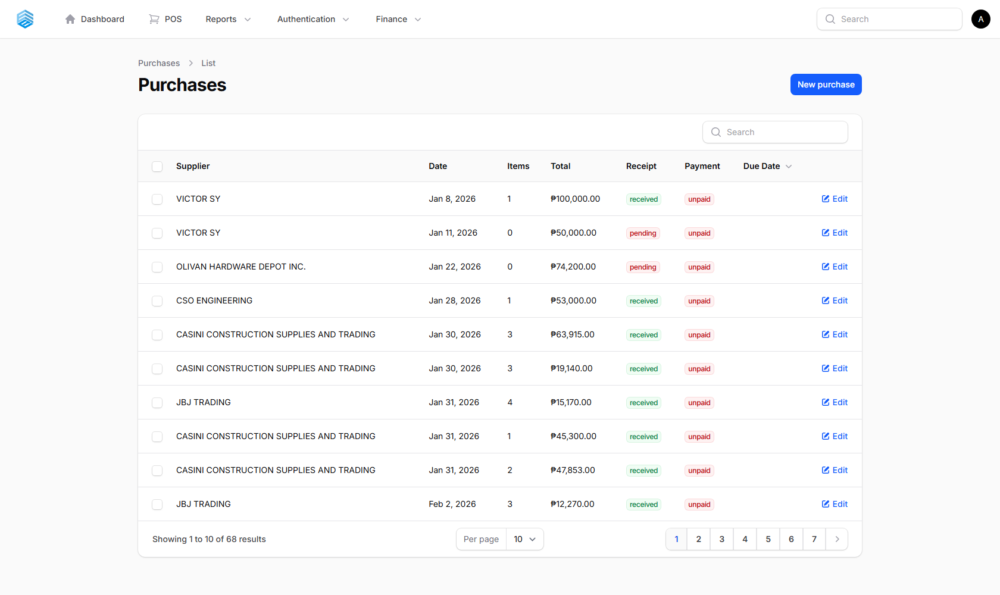 Dashboard POS Reports Authentication Finance Search A
Purchases List
Purchases
New purchase
Search
Supplier Date Items Total Receipt Payment Due Date
VICTOR SY Jan 8, 2026 1 ₱100,000.00 received unpaid Edit
VICTOR SY Jan 11, 2026 0 ₱50,000.00 pending unpaid Edit
OLIVAN HARDWARE DEPOT INC. Jan 22, 2026 0 ₱74,200.00 pending unpaid Edit
CSO ENGINEERING Jan 28, 2026 1 ₱53,000.00 received unpaid Edit
CASINI CONSTRUCTION SUPPLIES AND TRADING Jan 30, 2026 3 ₱63,915.00 received unpaid Edit
CASINI CONSTRUCTION SUPPLIES AND TRADING Jan 30, 2026 3 ₱19,140.00 received unpaid Edit
JBJ TRADING Jan 31, 2026 4 ₱15,170.00 received unpaid Edit
CASINI CONSTRUCTION SUPPLIES AND TRADING Jan 31, 2026 1 ₱45,300.00 received unpaid Edit
CASINI CONSTRUCTION SUPPLIES AND TRADING Jan 31, 2026 2 ₱47,853.00 received unpaid Edit
JBJ TRADING Feb 2, 2026 3 ₱12,270.00 received unpaid Edit
Showing 1 to 10 of 68 results Per page 10 1 2 3 4 5 6 7